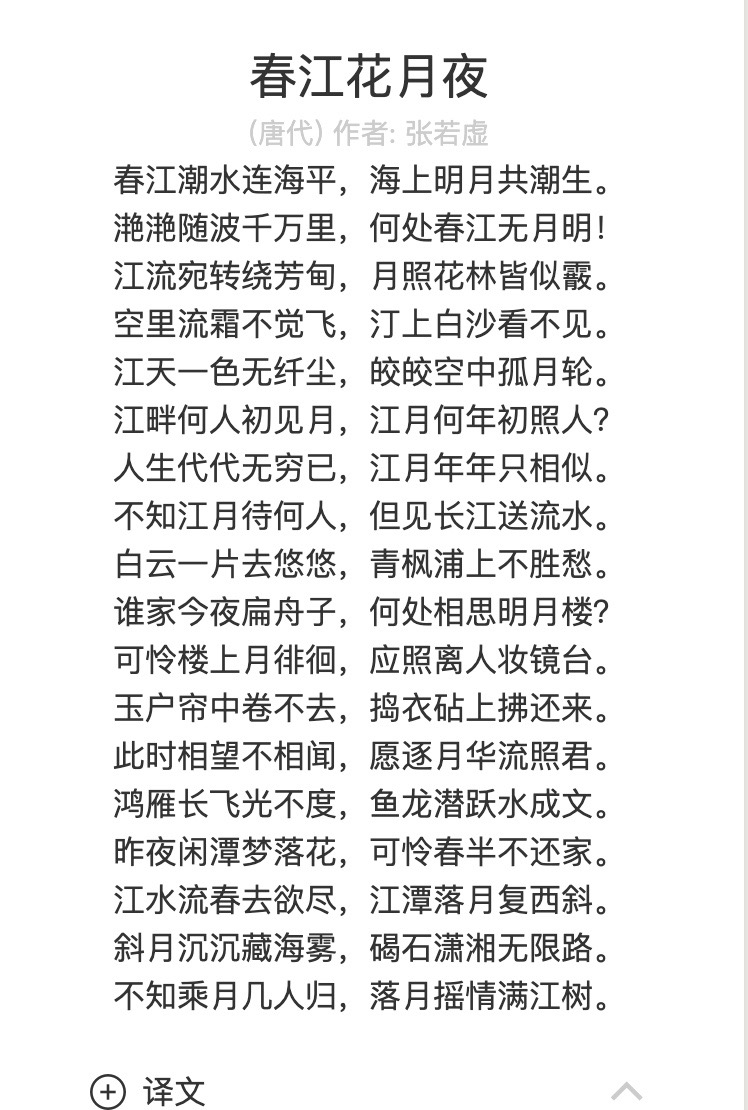 春江花月夜
(唐代) 作者: 张若虚
春江潮水连海平，海上明月共潮生。
滟滟随波千万里，何处春江无月明！
江流宛转绕芳甸，月照花林皆似霰。
空里流霜不觉飞，汀上白沙看不见。
江天一色无纤尘，皎皎空中孤月轮。
江畔何人初见月，江月何年初照人？
人生代代无穷已，江月年年只相似。
不知江月待何人，但见长江送流水。
白云一片去悠悠，青枫浦上不胜愁。
谁家今夜扁舟子，何处相思明月楼？
可怜楼上月徘徊，应照离人妆镜台。
玉户帘中卷不去，捣衣砧上拂还来。
此时相望不相闻，愿逐月华流照君。
鸿雁长飞光不度，鱼龙潜跃水成文。
昨夜闲潭梦落花，可怜春半不还家。
江水流春去欲尽，江潭落月复西斜。
斜月沉沉藏海雾，碣石潇湘无限路。
不知乘月几人归，落月摇情满江树。
译文